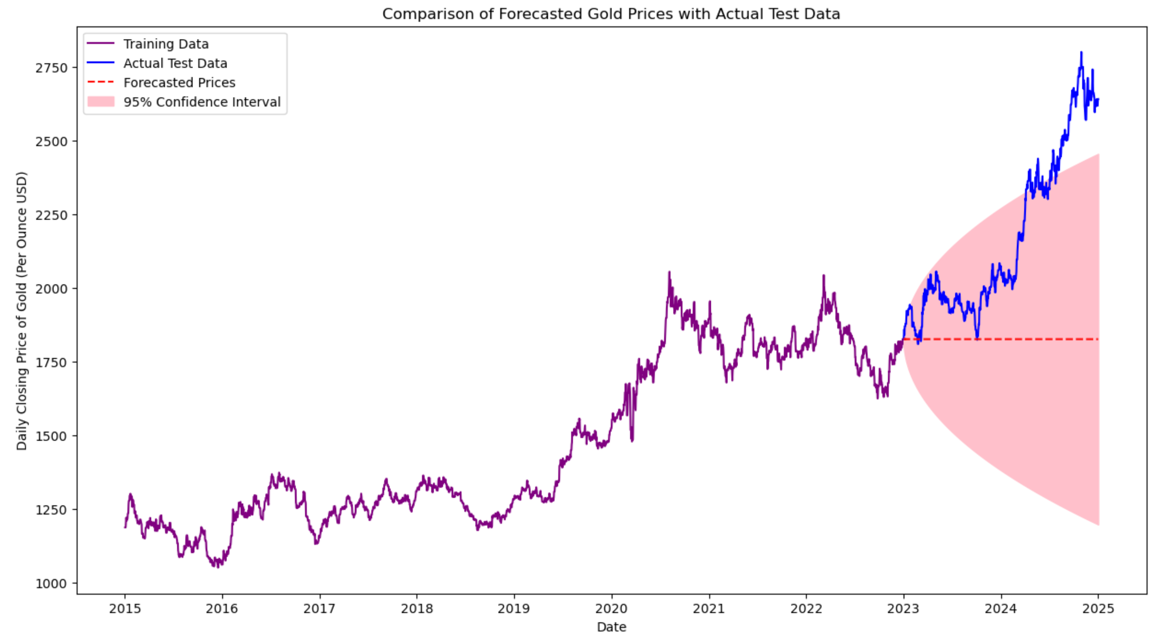 Comparison of Forecasted Gold Prices with Actual Test Data
Training Data
Actual Test Data
Forecasted Prices
95% Confidence Interval
Daily Closing Price of Gold (Per Ounce USD)
2750
2500
2250
2000
1750
1500
1250
1000
2015 2016 2017 2018 2019 2020 2021 2022 2023 2024 2025
Date